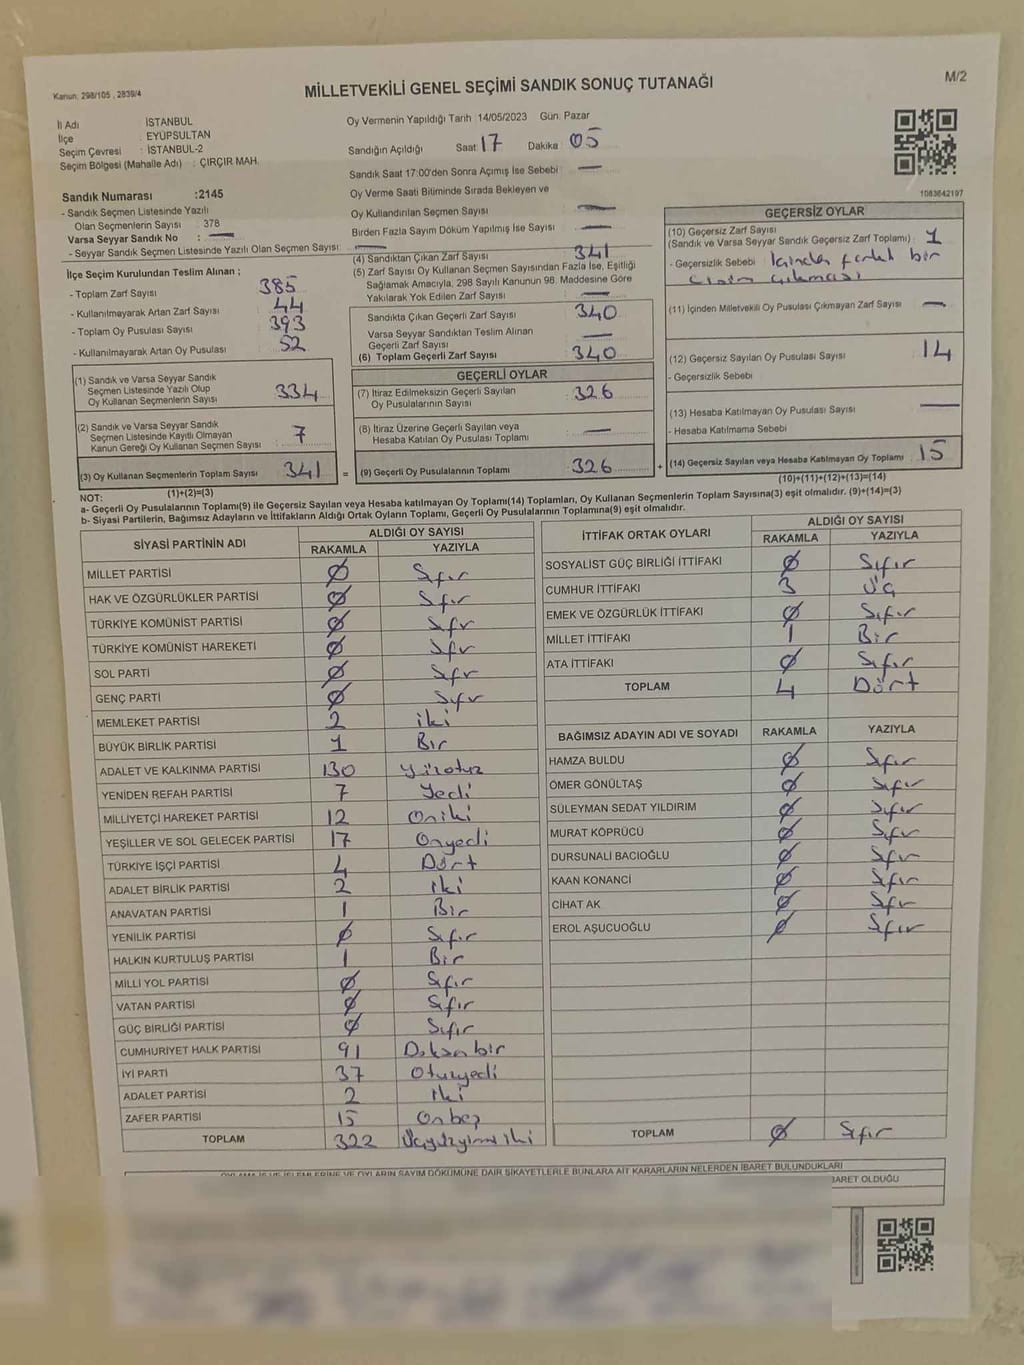 Kanun, 298/105 , 2839/4
MİLLETVEKİLİ GENEL SEÇİMİ SANDIK SONUÇ TUTANAĞI
M/2
İl Adı İSTANBUL
İlçe : EYÜPSULTAN
Seçim Çevresi : İSTANBUL-2
Seçim Bölgesi (Mahalle Adı) : ÇIRÇIR MAH.
Oy Vermenin Yapıldığı Tarih 14/05/2023 Gün. Pazar
Sandığın Açıldığı Saat 17 Dakika 05
Sandık Saat 17:00'den Sonra Açımış İse Sebebi —
Oy Verme Saati Bitiminde Sırada Bekleyen ve
Oy Kullandırılan Seçmen Sayısı —
Birden Fazla Sayım Döküm Yapılmış İse Sayısı —
1083642197
Sandık Numarası :2145
- Sandık Seçmen Listesinde Yazılı
Olan Seçmenlerin Sayısı : 378
Varsa Seyyar Sandık No : —
- Seyyar Sandık Seçmen Listesinde Yazılı Olan Seçmen Sayısı: —
İlçe Seçim Kurulundan Teslim Alınan ;
- Toplam Zarf Sayısı 385
- Kullanılmayarak Artan Zarf Sayısı : 44
- Toplam Oy Pusulası Sayısı : 393
- Kullanılmayarak Artan Oy Pusulası : 52
(1) Sandık ve Varsa Seyyar Sandık
Seçmen Listesinde Yazılı Olup
Oy Kullanan Seçmenlerin Sayısı : 334
(2) Sandık ve Varsa Seyyar Sandık
Seçmen Listesinde Kayıtlı Olmayan
Kanun Gereği Oy Kullanan Seçmen Sayısı : 7
(3) Oy Kullanan Seçmenlerin Toplam Sayısı : 341 =
(1)+(2)=(3)
(4) Sandıktan Çıkan Zarf Sayısı : 341
(5) Zarf Sayısı Oy Kullanan Seçmen Sayısından Fazla İse, Eşitliği
Sağlamak Amacıyla, 298 Sayılı Kanunun 98. Maddesine Göre
Yakılarak Yok Edilen Zarf Sayısı : —
Sandıkta Çıkan Geçerli Zarf Sayısı : 340
Varsa Seyyar Sandıktan Teslim Alınan
Geçerli Zarf Sayısı : —
(6) Toplam Geçerli Zarf Sayısı : 340
GEÇERLİ OYLAR
(7) İtiraz Edilmeksizin Geçerli Sayılan
Oy Pusulalarının Sayısı : 326
(8) İtiraz Üzerine Geçerli Sayılan veya
Hesaba Katılan Oy Pusulası Toplamı : —
(9) Geçerli Oy Pusulalarının Toplamı : 326 +
GEÇERSİZ OYLAR
(10) Geçersiz Zarf Sayısı
(Sandık ve Varsa Seyyar Sandık Geçersiz Zarf Toplamı) : 1
- Geçersizlik Sebebi : İçinden farklı bir
cisim çıkması
(11) İçinden Milletvekili Oy Pusulası Çıkmayan Zarf Sayısı : —
(12) Geçersiz Sayılan Oy Pusulası Sayısı : 14
- Geçersizlik Sebebi
(13) Hesaba Katılmayan Oy Pusulası Sayısı : —
- Hesaba Katılmama Sebebi
(14) Geçersiz Sayılan veya Hesaba Katılmayan Oy Toplamı : 15
(10)+(11)+(12)+(13)=(14)
NOT:
a- Geçerli Oy Pusulalarının Toplamı(9) ile Geçersiz Sayılan veya Hesaba katılmayan Oy Toplamı(14) Toplamları, Oy Kullanan Seçmenlerin Toplam Sayısına(3) eşit olmalıdır. (9)+(14)=(3)
b- Siyasi Partilerin, Bağımsız Adayların ve İttifakların Aldığı Ortak Oyların Toplamı, Geçerli Oy Pusulalarının Toplamına(9) eşit olmalıdır.
SİYASİ PARTİNİN ADI ALDIĞI OY SAYISI
RAKAMLA YAZIYLA
MİLLET PARTİSİ 0 Sıfır
HAK VE ÖZGÜRLÜKLER PARTİSİ 0 Sıfır
TÜRKİYE KOMÜNİST PARTİSİ 0 Sıfır
TÜRKİYE KOMÜNİST HAREKETİ 0 Sıfır
SOL PARTİ 0 Sıfır
GENÇ PARTİ 0 Sıfır
MEMLEKET PARTİSİ 2 iki
BÜYÜK BİRLİK PARTİSİ 1 Bir
ADALET VE KALKINMA PARTİSİ 130 Yüzotuz
YENİDEN REFAH PARTİSİ 7 Yedi
MİLLİYETÇİ HAREKET PARTİSİ 12 Oniki
YEŞİLLER VE SOL GELECEK PARTİSİ 17 Onyedi
TÜRKİYE İŞÇİ PARTİSİ 4 Dört
ADALET BİRLİK PARTİSİ 2 iki
ANAVATAN PARTİSİ 1 Bir
YENİLİK PARTİSİ 0 Sıfır
HALKIN KURTULUŞ PARTİSİ 1 Bir
MİLLİ YOL PARTİSİ 0 Sıfır
VATAN PARTİSİ 0 Sıfır
GÜÇ BİRLİĞİ PARTİSİ 0 Sıfır
CUMHURİYET HALK PARTİSİ 91 Doksanbir
İYİ PARTİ 37 Otuzyedi
ADALET PARTİSİ 2 iki
ZAFER PARTİSİ 15 Onbeş
TOPLAM 322 Üçyüzyirmiiki
İTTİFAK ORTAK OYLARI ALDIĞI OY SAYISI
RAKAMLA YAZIYLA
SOSYALİST GÜÇ BİRLİĞİ İTTİFAKI 0 Sıfır
CUMHUR İTTİFAKI 3 Üç
EMEK VE ÖZGÜRLÜK İTTİFAKI 0 Sıfır
MİLLET İTTİFAKI 1 Bir
ATA İTTİFAKI 0 Sıfır
TOPLAM 4 Dört
BAĞIMSIZ ADAYIN ADI VE SOYADI RAKAMLA YAZIYLA
HAMZA BULDU 0 Sıfır
ÖMER GÖNÜLTAŞ 0 Sıfır
SÜLEYMAN SEDAT YILDIRIM 0 Sıfır
MURAT KÖPRÜCÜ 0 Sıfır
DURSUNALİ BACIOĞLU 0 Sıfır
KAAN KONANCİ 0 Sıfır
CİHAT AK 0 Sıfır
EROL AŞUCUOĞLU 0 Sıfır
TOPLAM 0 Sıfır
OYLAMA İŞ VE İŞLEMLERİNE VE OYLARIN SAYIM DÖKÜMÜNE DAİR ŞİKAYETLERLE BUNLARA AİT KARARLARIN NELERDEN İBARET BULUNDUKLARI
İBARET OLDUĞU